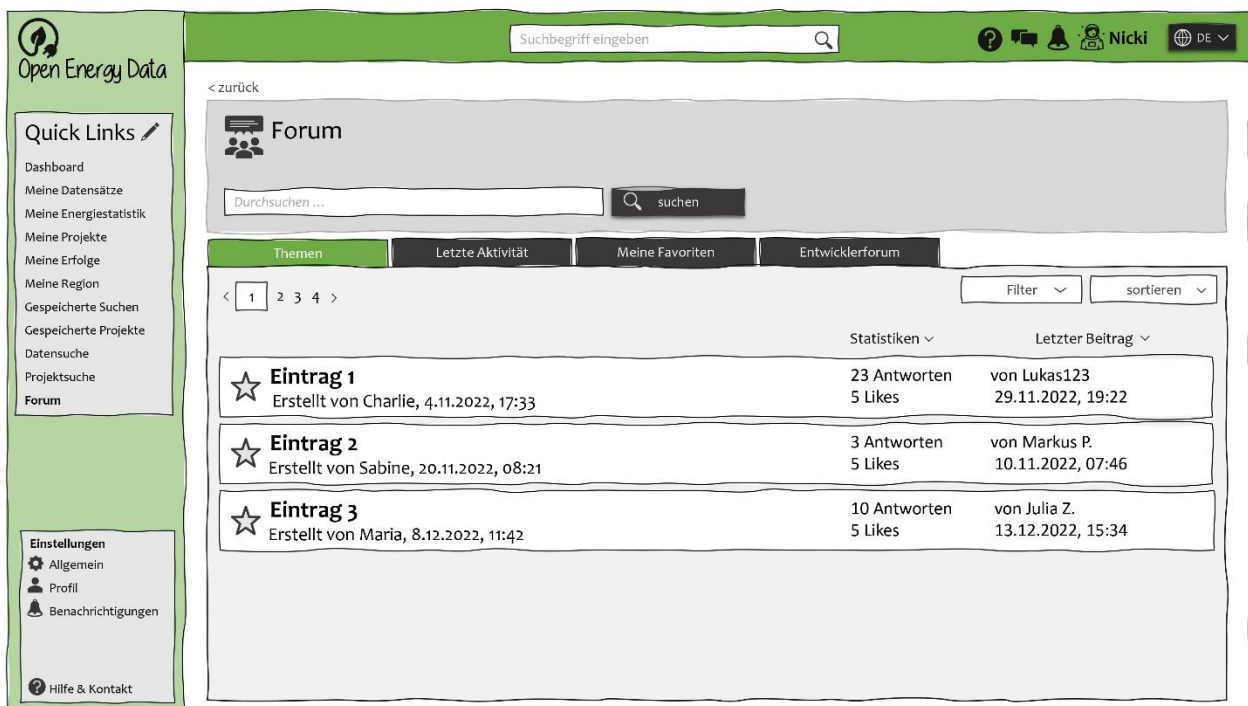 Open Energy Data
Suchbegriff eingeben
Nicki
DE
< zurück
Quick Links
Dashboard
Meine Datensätze
Meine Energiestatistik
Meine Projekte
Meine Erfolge
Meine Region
Gespeicherte Suchen
Gespeicherte Projekte
Datensuche
Projektsuche
Forum
Einstellungen
Allgemein
Profil
Benachrichtigungen
Hilfe & Kontakt
Forum
Durchsuchen ...
suchen
Themen
Letzte Aktivität
Meine Favoriten
Entwicklerforum
< 1 2 3 4 >
Filter
sortieren
Statistiken
Letzter Beitrag
Eintrag 1
Erstellt von Charlie, 4.11.2022, 17:33
23 Antworten
5 Likes
von Lukas123
29.11.2022, 19:22
Eintrag 2
Erstellt von Sabine, 20.11.2022, 08:21
3 Antworten
5 Likes
von Markus P.
10.11.2022, 07:46
Eintrag 3
Erstellt von Maria, 8.12.2022, 11:42
10 Antworten
5 Likes
von Julia Z.
13.12.2022, 15:34